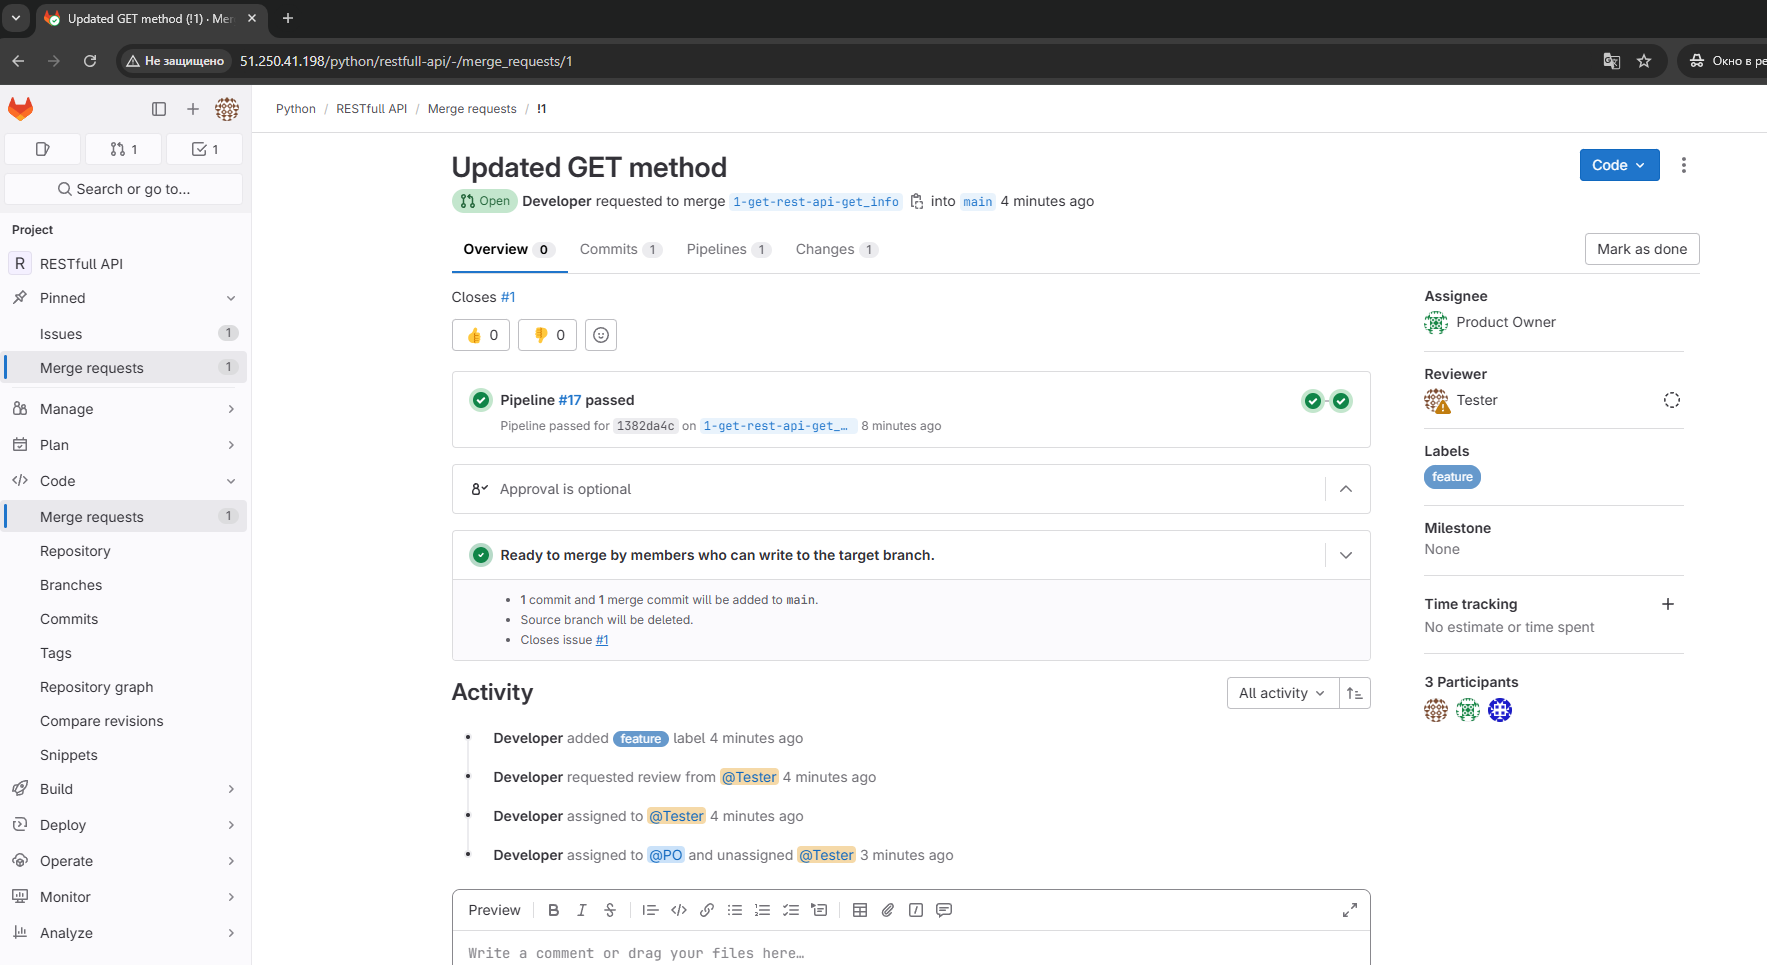 Updated GET method (!1) · Mer
Не защищено
51.250.41.198/python/restfull-api/-/merge_requests/1
Окно в ре
Python / RESTfull API / Merge requests / !1
1
1
Search or go to...
Project
R RESTfull API
Pinned
Issues 1
Merge requests 1
Manage
Plan
Code
Merge requests 1
Repository
Branches
Commits
Tags
Repository graph
Compare revisions
Snippets
Build
Deploy
Operate
Monitor
Analyze
Updated GET method
Code
Open Developer requested to merge 1-get-rest-api-get_info into main 4 minutes ago
Overview 0 Commits 1 Pipelines 1 Changes 1
Mark as done
Closes #1
0 0
Pipeline #17 passed
Pipeline passed for 1382da4c on 1-get-rest-api-get_… 8 minutes ago
Approval is optional
Ready to merge by members who can write to the target branch.
1 commit and 1 merge commit will be added to main.
Source branch will be deleted.
Closes issue #1
Activity
All activity
Developer added feature label 4 minutes ago
Developer requested review from @Tester 4 minutes ago
Developer assigned to @Tester 4 minutes ago
Developer assigned to @PO and unassigned @Tester 3 minutes ago
Preview
Write a comment or drag your files here…
Assignee
Product Owner
Reviewer
Tester
Labels
feature
Milestone
None
Time tracking
No estimate or time spent
3 Participants